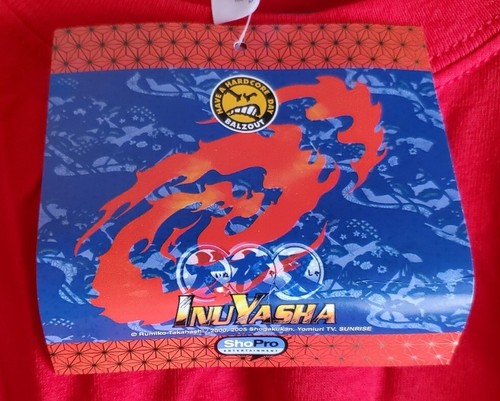 HAVE A HARDCORE DAY
BALZOUT
INUYASHA
© Rumiko Takahashi / 2000, 2005 Shogakukan, Yomiuri TV, SUNRISE
ShoPro
ENTERTAINMENT